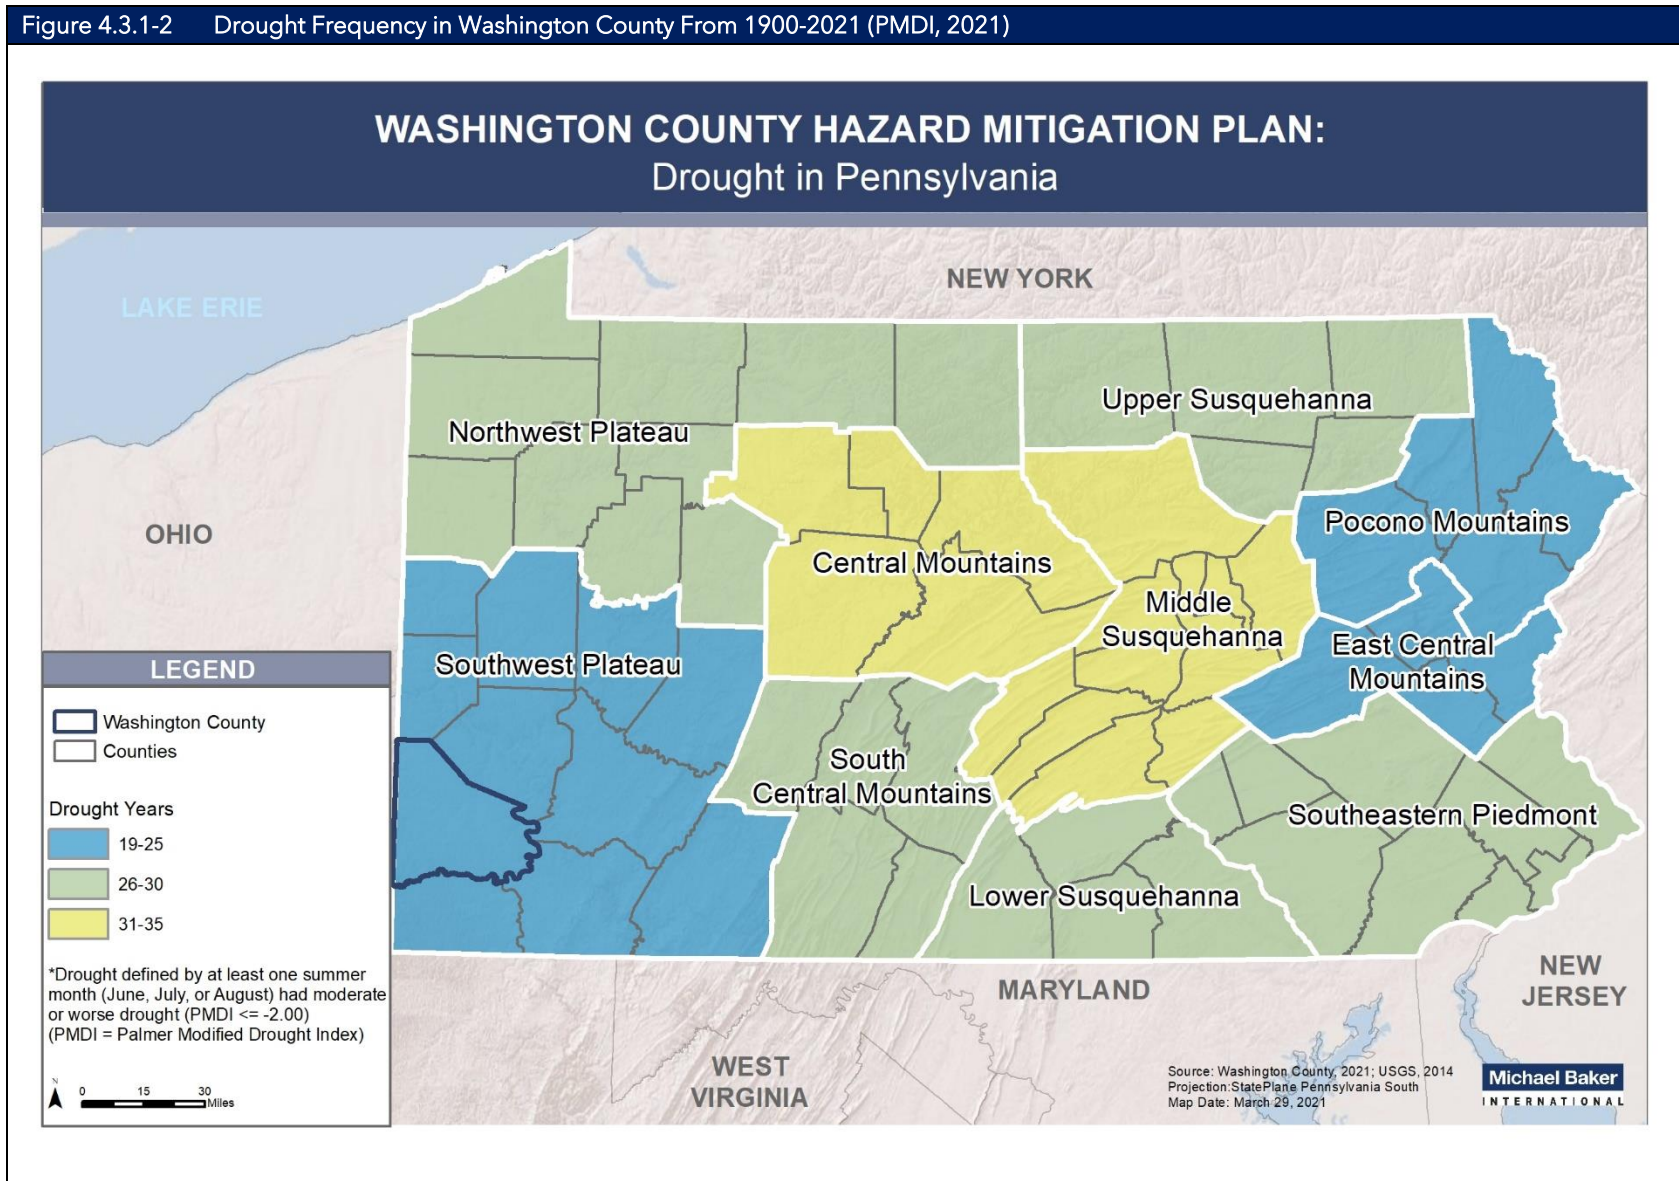 Figure 4.3.1-2 Drought Frequency in Washington County From 1900-2021 (PMDI, 2021)
WASHINGTON COUNTY HAZARD MITIGATION PLAN:
Drought in Pennsylvania
LAKE ERIE
NEW YORK
Northwest Plateau
Upper Susquehanna
OHIO
Pocono Mountains
Central Mountains
Middle
Susquehanna
East Central
Mountains
Southwest Plateau
South
Central Mountains
Southeastern Piedmont
Lower Susquehanna
MARYLAND
NEW
JERSEY
WEST
VIRGINIA
LEGEND
Washington County
Counties
Drought Years
19-25
26-30
31-35
*Drought defined by at least one summer
month (June, July, or August) had moderate
or worse drought (PMDI <= -2.00)
(PMDI = Palmer Modified Drought Index)
N
0 15 30
Miles
Source: Washington County, 2021; USGS, 2014
Projection:StatePlane Pennsylvania South
Map Date: March 29, 2021
Michael Baker
INTERNATIONAL